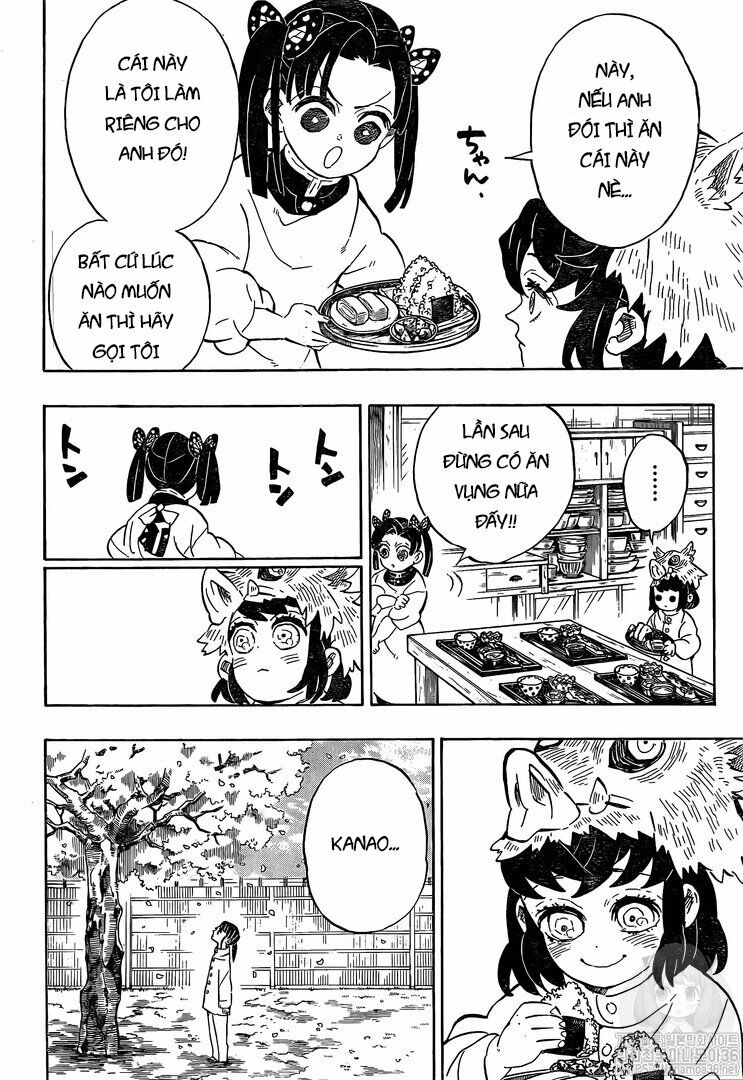 NÀY,
NẾU ANH
ĐÓI THÌ ĂN
CÁI NÀY
NÈ...
ちゃん.
CÁI NÀY
LÀ TÔI LÀM
RIÊNG CHO
ANH ĐÓ!
BẤT CỨ LÚC
NÀO MUỐN
ĂN THÌ HÃY
GỌI TÔI
......
LẦN SAU
ĐỪNG CÓ ĂN
VỤNG NỮA
ĐẤY!!
トン
トン
KANAO...